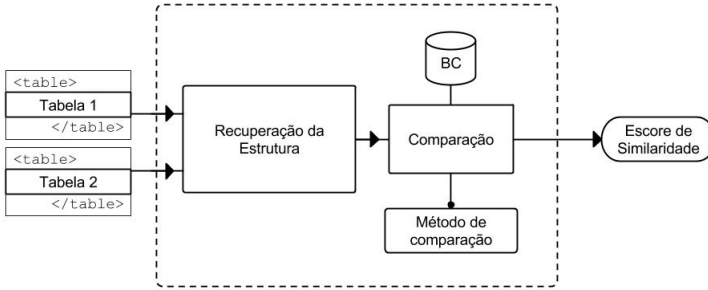 <table>
Tabela 1
</table>
<table>
Tabela 2
</table>
Recuperação da
Estrutura
BC
Comparação
Método de
comparação
Escore de
Similaridade